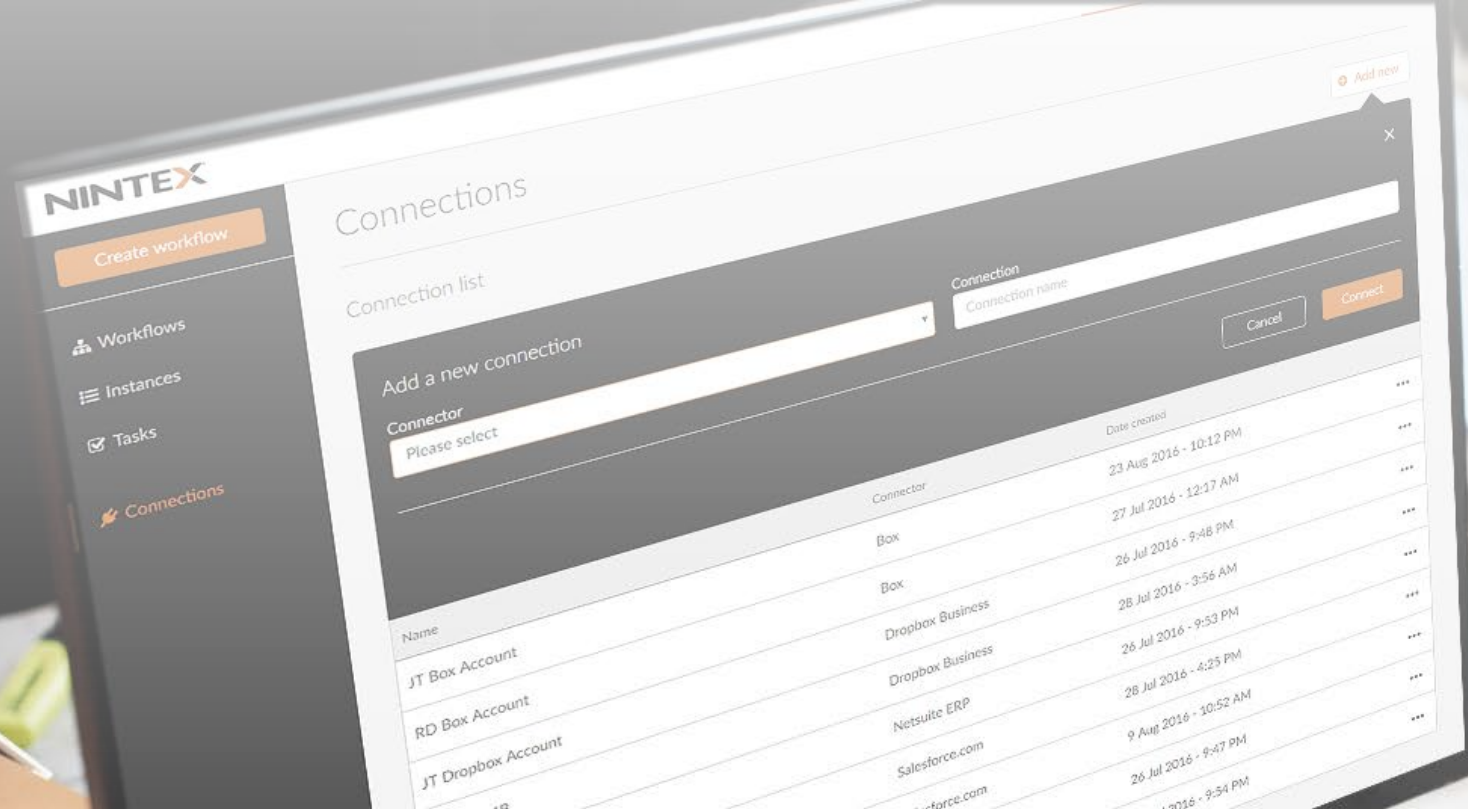 NINTEX
Create workflow
Workflows
Instances
Tasks
Connections
Connections
Add new
Connection list
Add a new connection
Connector
Please select
Connection
Connection name
Cancel
Connect
Name Connector Date created
JT Box Account Box 23 Aug 2016 - 10:12 PM
RD Box Account Box 27 Jul 2016 - 12:17 AM
JT Dropbox Account Dropbox Business 26 Jul 2016 - 9:48 PM
Dropbox Business 28 Jul 2016 - 3:56 AM
Netsuite ERP 26 Jul 2016 - 9:53 PM
Salesforce.com 28 Jul 2016 - 4:25 PM
9 Aug 2016 - 10:52 AM
26 Jul 2016 - 9:47 PM
2016 - 9:54 PM